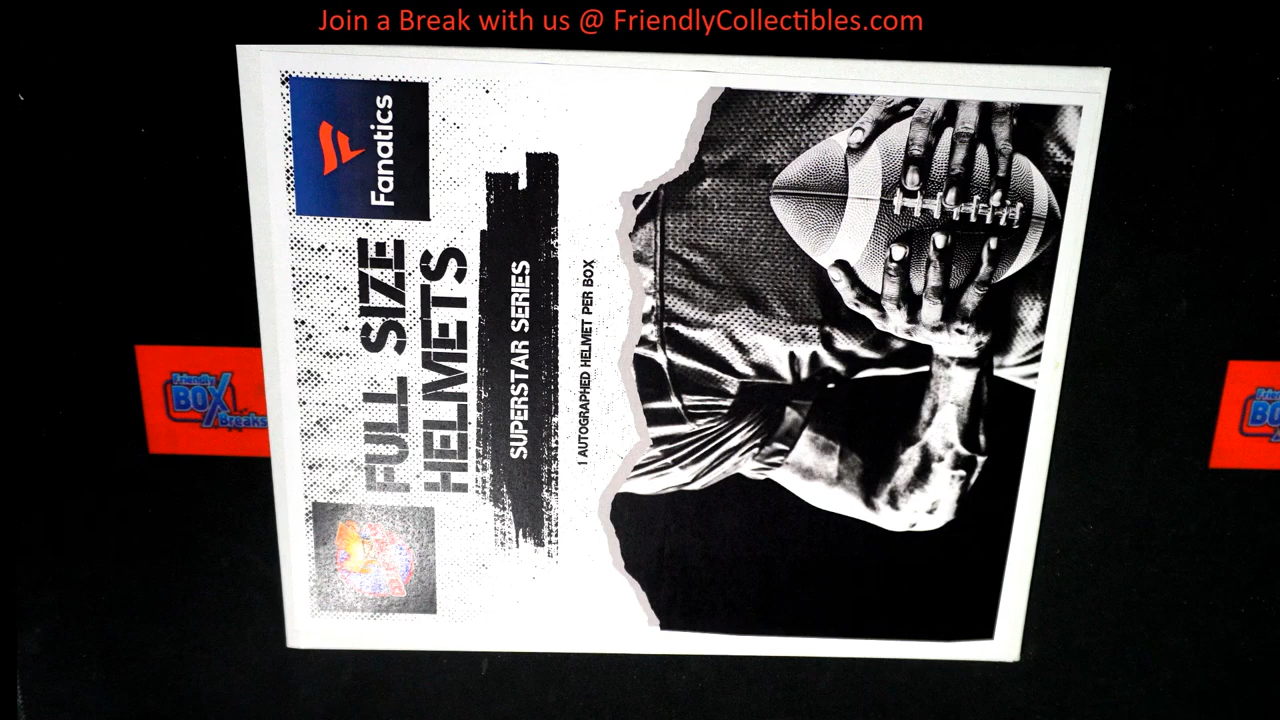 Join a Break with us @ FriendlyCollectibles.com
Fanatics
FULL SIZE
HELMETS
SUPERSTAR SERIES
1 AUTOGRAPHED HELMET PER BOX
Friendly
BOX
Breaks